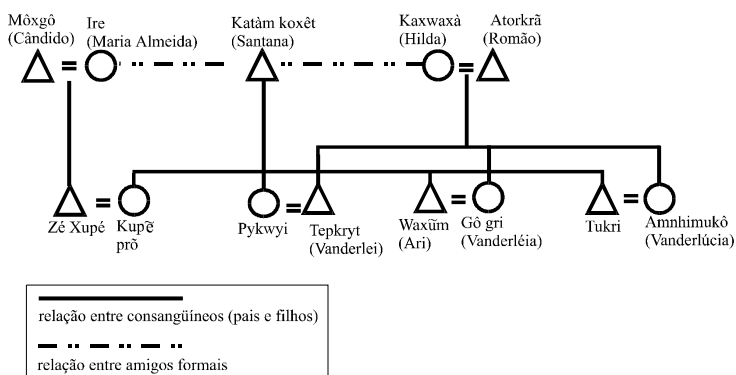 Môxgô
(Cândido)
Ire
(Maria Almeida)
Katàm koxêt
(Santana)
Kaxwaxà
(Hilda)
Atorkrã
(Romão)
Zé Xupé
Kupẽ
prõ
Pykwyi
Tepkryt
(Vanderlei)
Waxũm
(Ari)
Gô gri
(Vanderléia)
Tukri
Amnhimukô
(Vanderlúcia)
relação entre consangüíneos (pais e filhos)
relação entre amigos formais